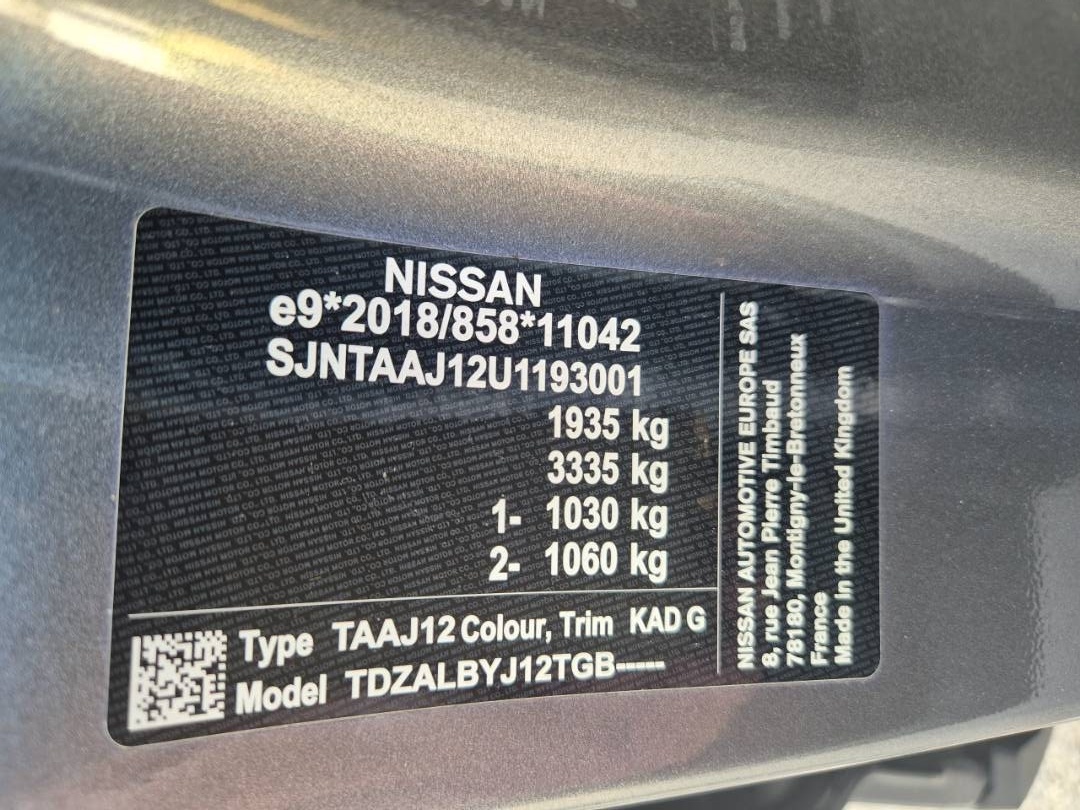 NISSAN
e9*2018/858*11042
SJNTAAJ12U1193001
1935 kg
3335 kg
1- 1030 kg
2- 1060 kg
Type TAAJ12 Colour, Trim KAD G
Model TDZALBYJ12TGB-----
NISSAN AUTOMOTIVE EUROPE SAS
8, rue Jean Pierre Timbaud
78180, Montigny-le-Bretonneux
France
Made in the United Kingdom